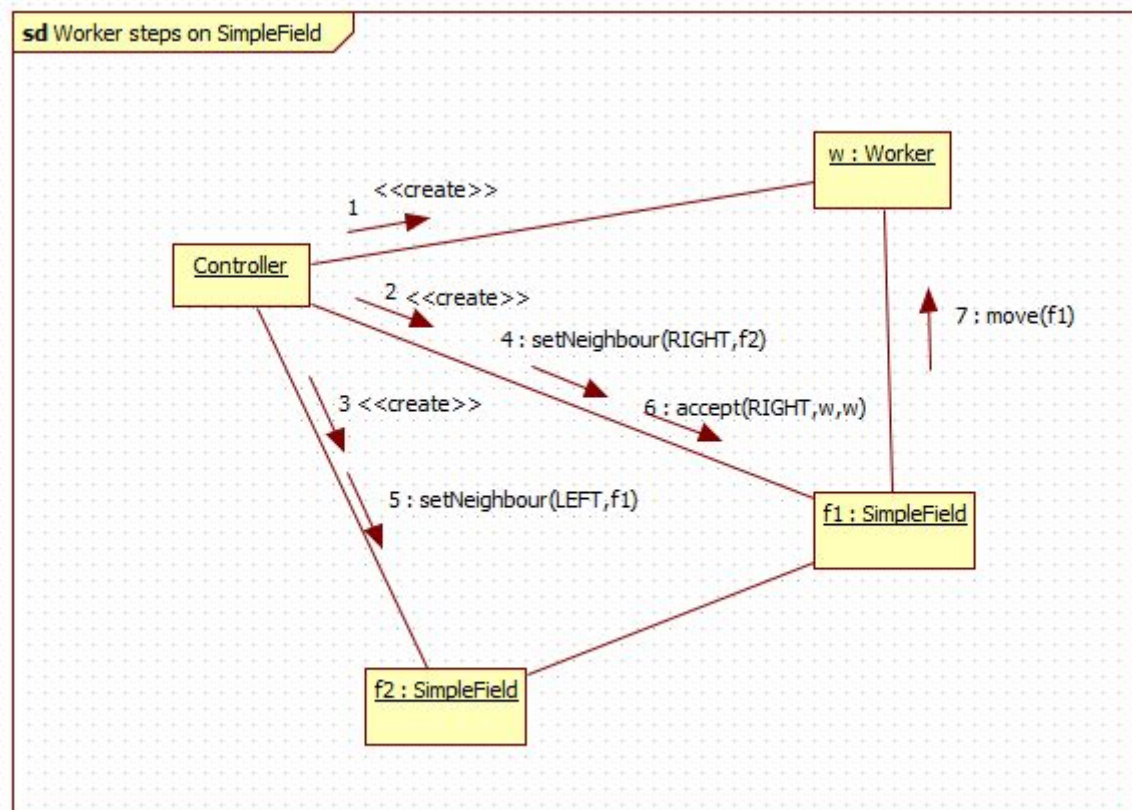 sd Worker steps on SimpleField
w : Worker
<<create>>
1
Controller
2 <<create>>
4 : setNeighbour(RIGHT,f2)
7 : move(f1)
3 <<create>>
6 : accept(RIGHT,w,w)
5 : setNeighbour(LEFT,f1)
f1 : SimpleField
f2 : SimpleField